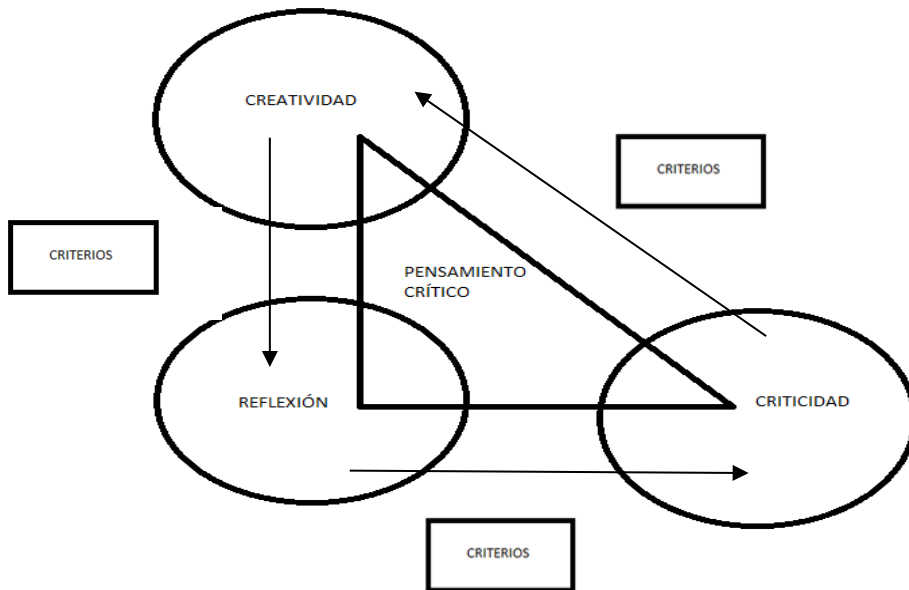 CREATIVIDAD
CRITERIOS
CRITERIOS
PENSAMIENTO
CRÍTICO
REFLEXIÓN
CRITICIDAD
CRITERIOS